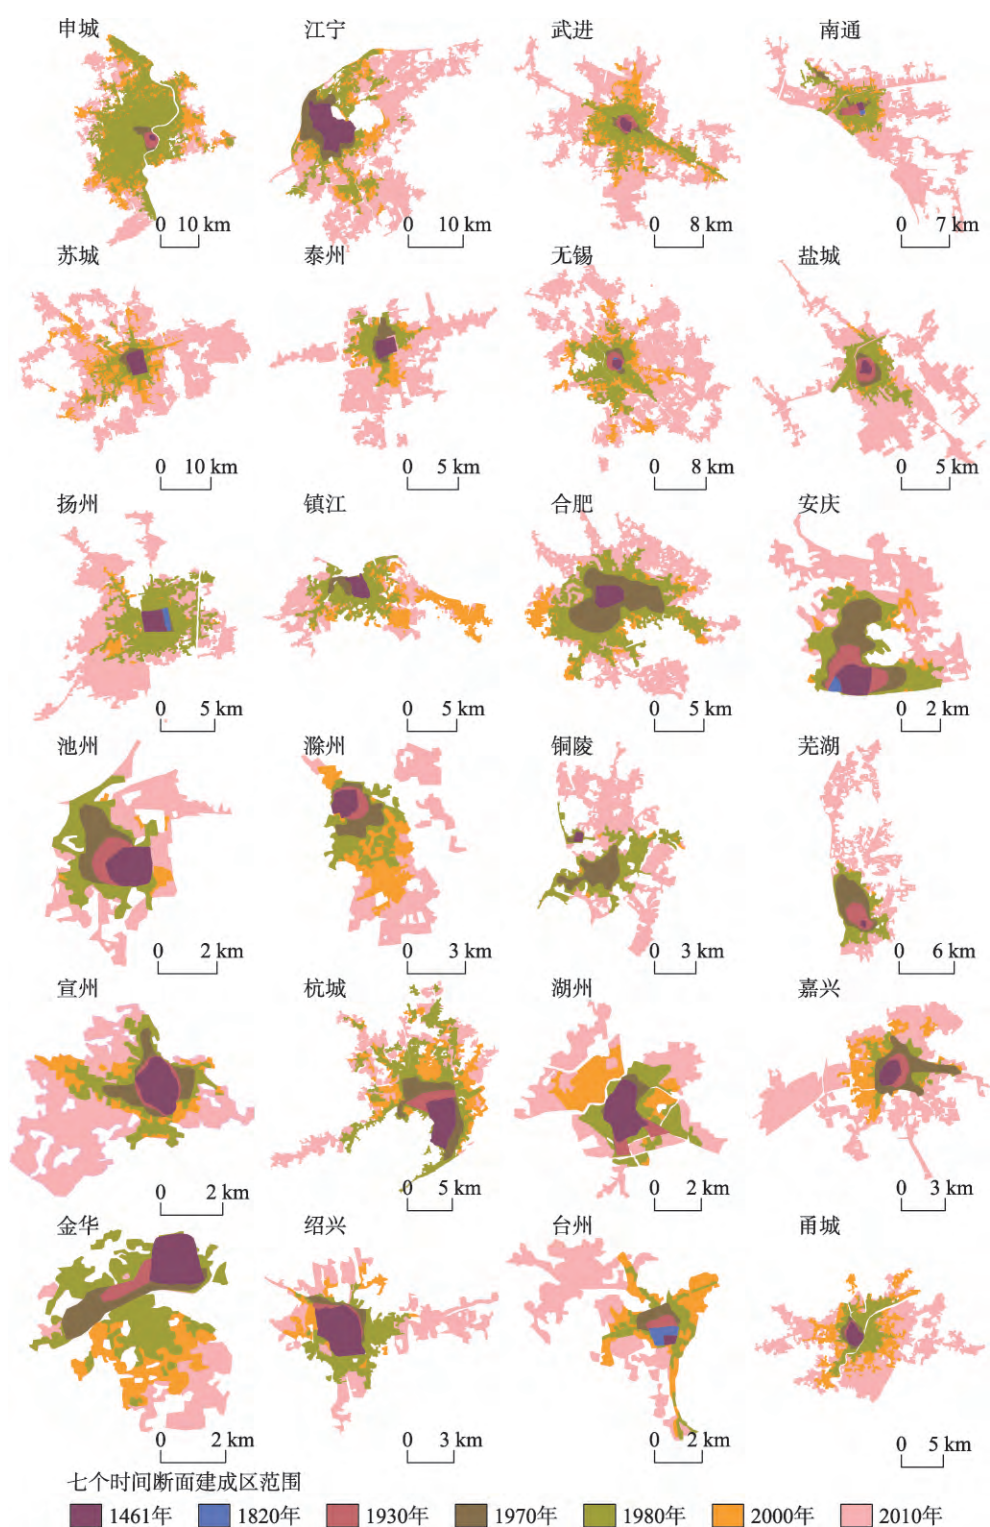 申城 江宁 武进 南通
0 10 km 0 10 km 0 8 km 0 7 km
苏城 泰州 无锡 盐城
0 10 km 0 5 km 0 8 km 0 5 km
扬州 镇江 合肥 安庆
0 5 km 0 5 km 0 5 km 0 2 km
池州 滁州 铜陵 芜湖
0 2 km 0 3 km 0 3 km 0 6 km
宣州 杭城 湖州 嘉兴
0 2 km 0 5 km 0 2 km 0 3 km
金华 绍兴 台州 甬城
0 2 km 0 3 km 0 2 km 0 5 km
七个时间断面建成区范围
1461年 1820年 1930年 1970年 1980年 2000年 2010年